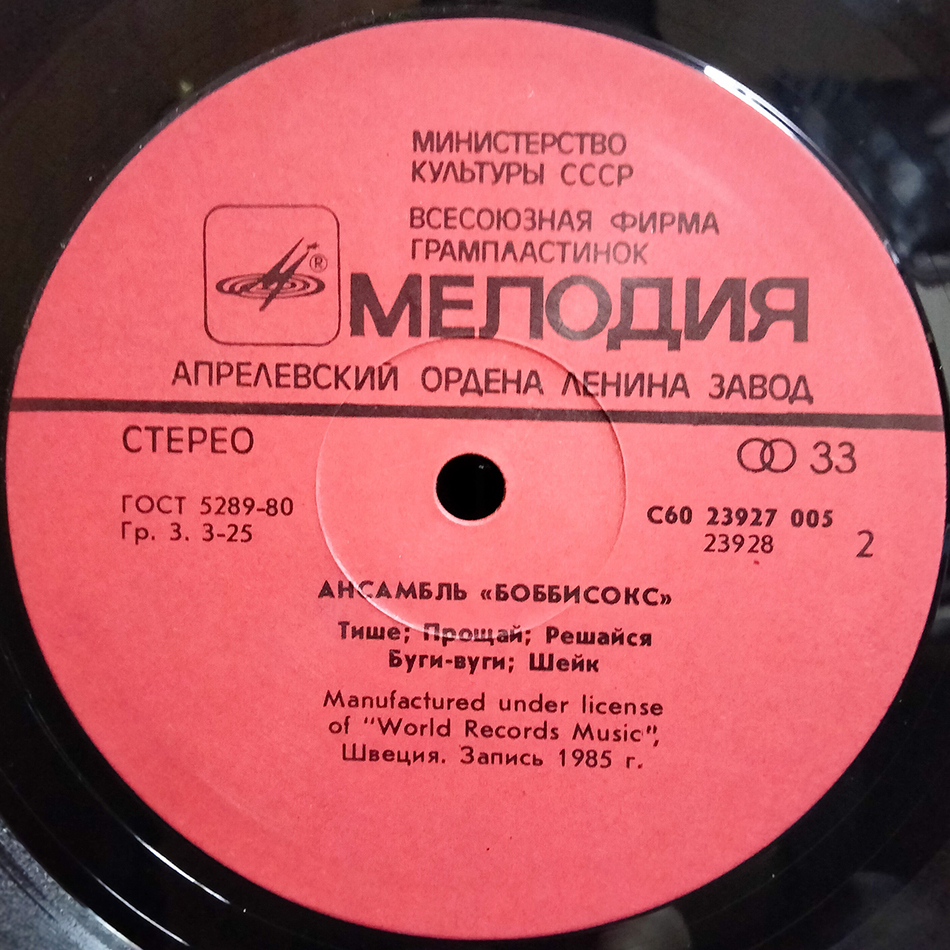 МИНИСТЕРСТВО
КУЛЬТУРЫ СССР
ВСЕСОЮЗНАЯ ФИРМА
ГРАМПЛАСТИНОК
®
МЕЛОДИЯ
АПРЕЛЕВСКИЙ ОРДЕНА ЛЕНИНА ЗАВОД
СТЕРЕО
33
ГОСТ 5289-80
Гр. 3. 3-25
С60 23927 005
23928
2
АНСАМБЛЬ «БОББИСОКС»
Тише; Прощай; Решайся
Буги-вуги; Шейк
Manufactured under license
of "World Records Music",
Швеция. Запись 1985 г.